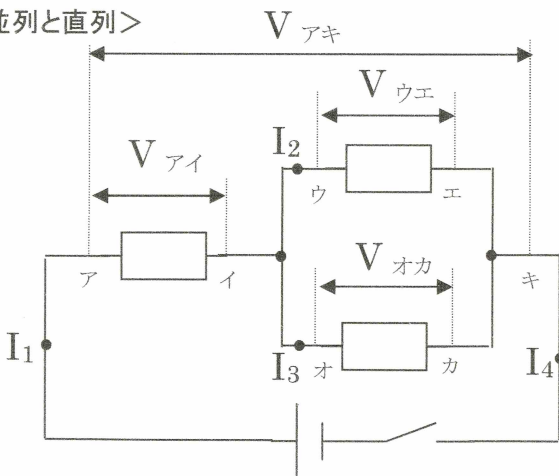 列と直列>
V アキ
V ウエ
I2
V アイ
ウ エ
V オカ
ア イ キ
I1
I3 オ カ
I4